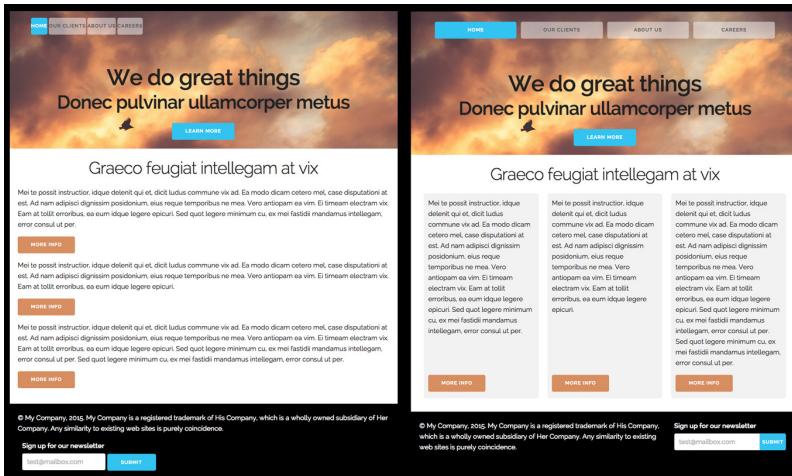 HOME OUR CLIENTS ABOUT US CAREERS
We do great things
Donec pulvinar ullamcorper metus
LEARN MORE
Graeco feugiat intellegam at vix
Mei te possit instructior, idque delenit qui et, dicit ludus commune vix ad. Ea modo dicam cetero mel, case disputationi at
est. Ad nam adipisci dignissim posidonium, eius reque temporibus ne mea. Vero antiopam ea vim. Ei timeam electram vix.
Eam at tollit erroribus, ea eum idque legere epicuri. Sed quot legere minimum cu, ex mei fastidii mandamus intellegam,
error consul ut per.
MORE INFO
Mei te possit instructior, idque delenit qui et, dicit ludus commune vix ad. Ea modo dicam cetero mel, case disputationi at
est. Ad nam adipisci dignissim posidonium, eius reque temporibus ne mea. Vero antiopam ea vim. Ei timeam electram vix.
Eam at tollit erroribus, ea eum idque legere epicuri.
MORE INFO
Mei te possit instructior, idque delenit qui et, dicit ludus commune vix ad. Ea modo dicam cetero mel, case disputationi at
est. Ad nam adipisci dignissim posidonium, eius reque temporibus ne mea. Vero antiopam ea vim. Ei timeam electram vix.
Eam at tollit erroribus, ea eum idque legere epicuri. Sed quot legere minimum cu, ex mei fastidii mandamus intellegam,
error consul ut per. Sed quot legere minimum cu, ex mei fastidii mandamus intellegam, error consul ut per.
MORE INFO
© My Company, 2015. My Company is a registered trademark of His Company, which is a wholly owned subsidiary of Her
Company. Any similarity to existing web sites is purely coincidence.
Sign up for our newsletter
test@mailbox.com SUBMIT
HOME OUR CLIENTS ABOUT US CAREERS
We do great things
Donec pulvinar ullamcorper metus
LEARN MORE
Graeco feugiat intellegam at vix
Mei te possit instructior, idque
delenit qui et, dicit ludus
commune vix ad. Ea modo dicam
cetero mel, case disputationi at
est. Ad nam adipisci dignissim
posidonium, eius reque
temporibus ne mea. Vero
antiopam ea vim. Ei timeam
electram vix. Eam at tollit
erroribus, ea eum idque legere
epicuri. Sed quot legere minimum
cu, ex mei fastidii mandamus
intellegam, error consul ut per.
MORE INFO
Mei te possit instructior, idque
delenit qui et, dicit ludus
commune vix ad. Ea modo dicam
cetero mel, case disputationi at
est. Ad nam adipisci dignissim
posidonium, eius reque
temporibus ne mea. Vero
antiopam ea vim. Ei timeam
electram vix. Eam at tollit
erroribus, ea eum idque legere
epicuri.
MORE INFO
Mei te possit instructior, idque
delenit qui et, dicit ludus
commune vix ad. Ea modo dicam
cetero mel, case disputationi at
est. Ad nam adipisci dignissim
posidonium, eius reque
temporibus ne mea. Vero
antiopam ea vim. Ei timeam
electram vix. Eam at tollit
erroribus, ea eum idque legere
epicuri. Sed quot legere minimum
cu, ex mei fastidii mandamus
intellegam, error consul ut per.
Sed quot legere minimum cu, ex
mei fastidii mandamus intellegam,
error consul ut per.
MORE INFO
© My Company, 2015. My Company is a registered trademark of His Company,
which is a wholly owned subsidiary of Her Company. Any similarity to existing
web sites is purely coincidence.
Sign up for our newsletter
test@mailbox.com SUBMIT